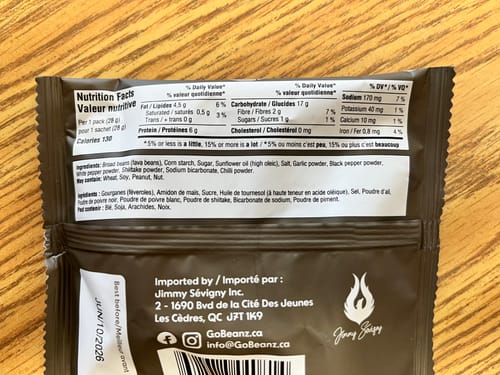 Nutrition Facts
Valeur nutritive
Per 1 pack (28 g)
pour 1 sachet (28 g)
Calories 130
% Daily Value*
% valeur quotidienne*
Fat / Lipides 4,5 g 6 %
Saturated / saturés 0,5 g
Trans / + trans 0 g 3 %
Protein / Protéines 6 g
% Daily Value*
% valeur quotidienne*
Carbohydrate / Glucides 17 g
Fibre / Fibres 2 g 7 %
Sugars / Sucres 1 g 1 %
Cholesterol / Cholestérol 0 mg
% DV* / % VQ*
Sodium 170 mg 7 %
Potassium 40 mg 1 %
Calcium 10 mg 1 %
Iron / Fer 0,8 mg 4 %
*5% or less is a little, 15% or more is a lot / *5% ou moins c'est peu, 15% ou plus c'est beaucoup
Ingredients: Broad beans (fava beans), Corn starch, Sugar, Sunflower oil (high oleic), Salt, Garlic powder, Black pepper powder,
White pepper powder, Shiitake powder, Sodium bicarbonate, Chilli powder.
May contain: Wheat, Soy, Peanut, Nut.
Ingrédients : Gourganes (féveroles), Amidon de maïs, Sucre, Huile de tournesol (à haute teneur en acide oléique), Sel, Poudre d'ail,
Poudre de poivre noir, Poudre de poivre blanc, Poudre de shiitake, Bicarbonate de sodium, Poudre de piment.
Peut contenir : Blé, Soja, Arachides, Noix.
Best before/Meilleur avant
JUN/10/2026
Imported by / Importé par :
Jimmy Sévigny Inc.
2 - 1690 Bvd de la Cité Des Jeunes
Les Cèdres, QC J7T 1K9
GoBeanz.ca
info@GoBeanz.ca
Jimmy Sévigny